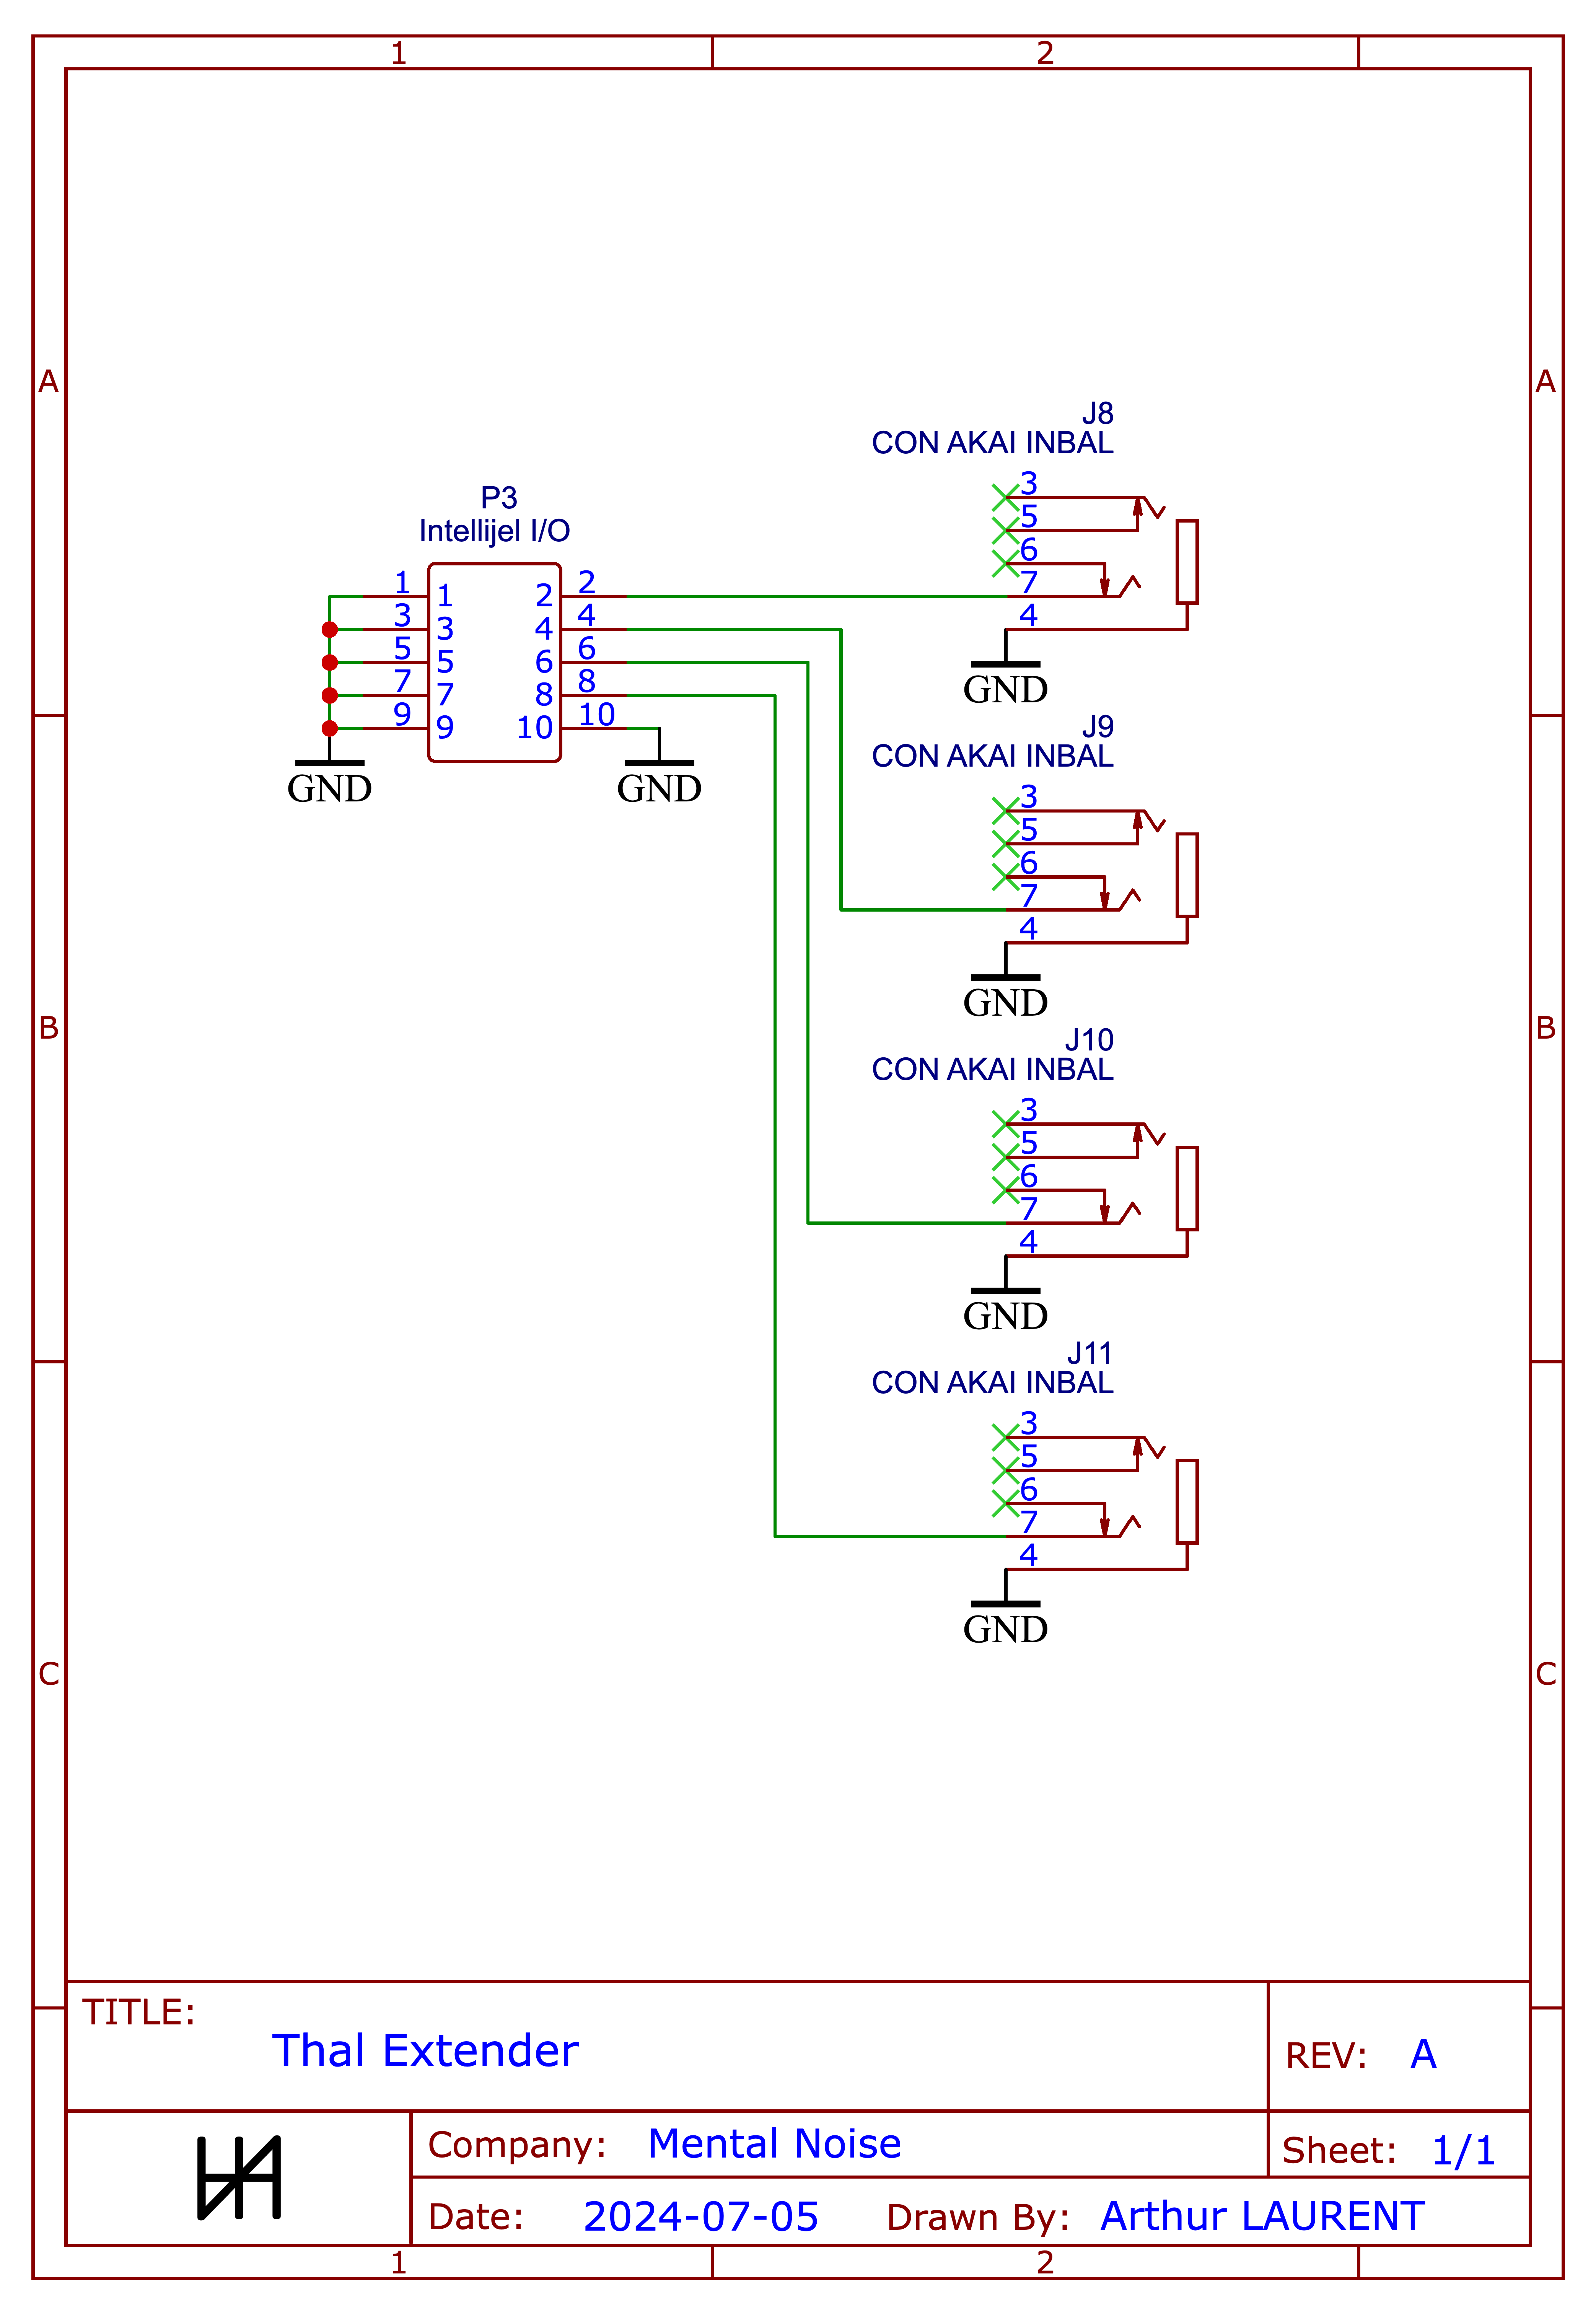 1 2
A A
J8
CON AKAI INBAL
3
5
6
7
4
GND
P3
Intellijel I/O
1 1 2 2
3 3 4 4
5 5 6 6
7 7 8 8
9 9 10 10
GND GND
J9
CON AKAI INBAL
3
5
6
7
4
GND
B B
J10
CON AKAI INBAL
3
5
6
7
4
GND
J11
CON AKAI INBAL
3
5
6
7
4
GND
C C
TITLE:
Thal Extender
REV: A
Company: Mental Noise
Sheet: 1/1
Date: 2024-07-05 Drawn By: Arthur LAURENT
1 2